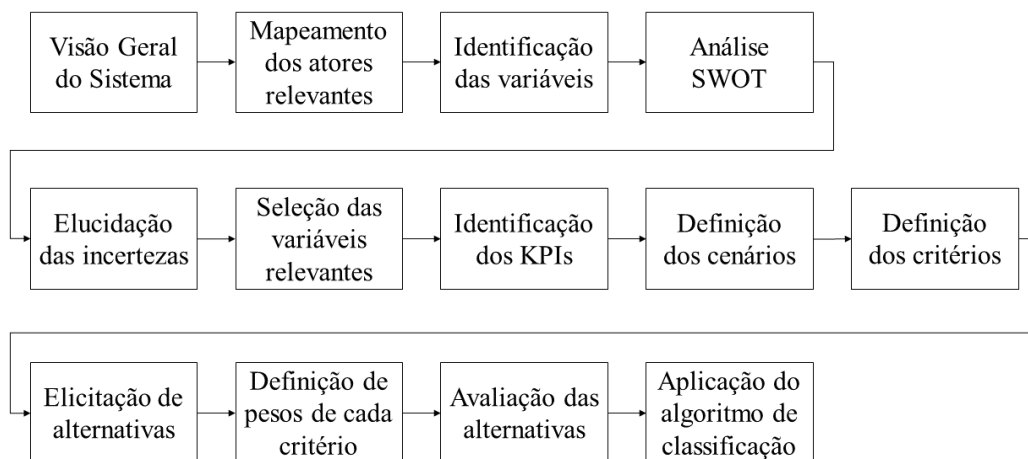 Visão Geral
do Sistema
Mapeamento
dos atores
relevantes
Identificação
das variáveis
Análise
SWOT
Elucidação
das incertezas
Seleção das
variáveis
relevantes
Identificação
dos KPIs
Definição
dos cenários
Definição
dos critérios
Elicitação de
alternativas
Definição de
pesos de cada
critério
Avaliação das
alternativas
Aplicação do
algoritmo de
classificação